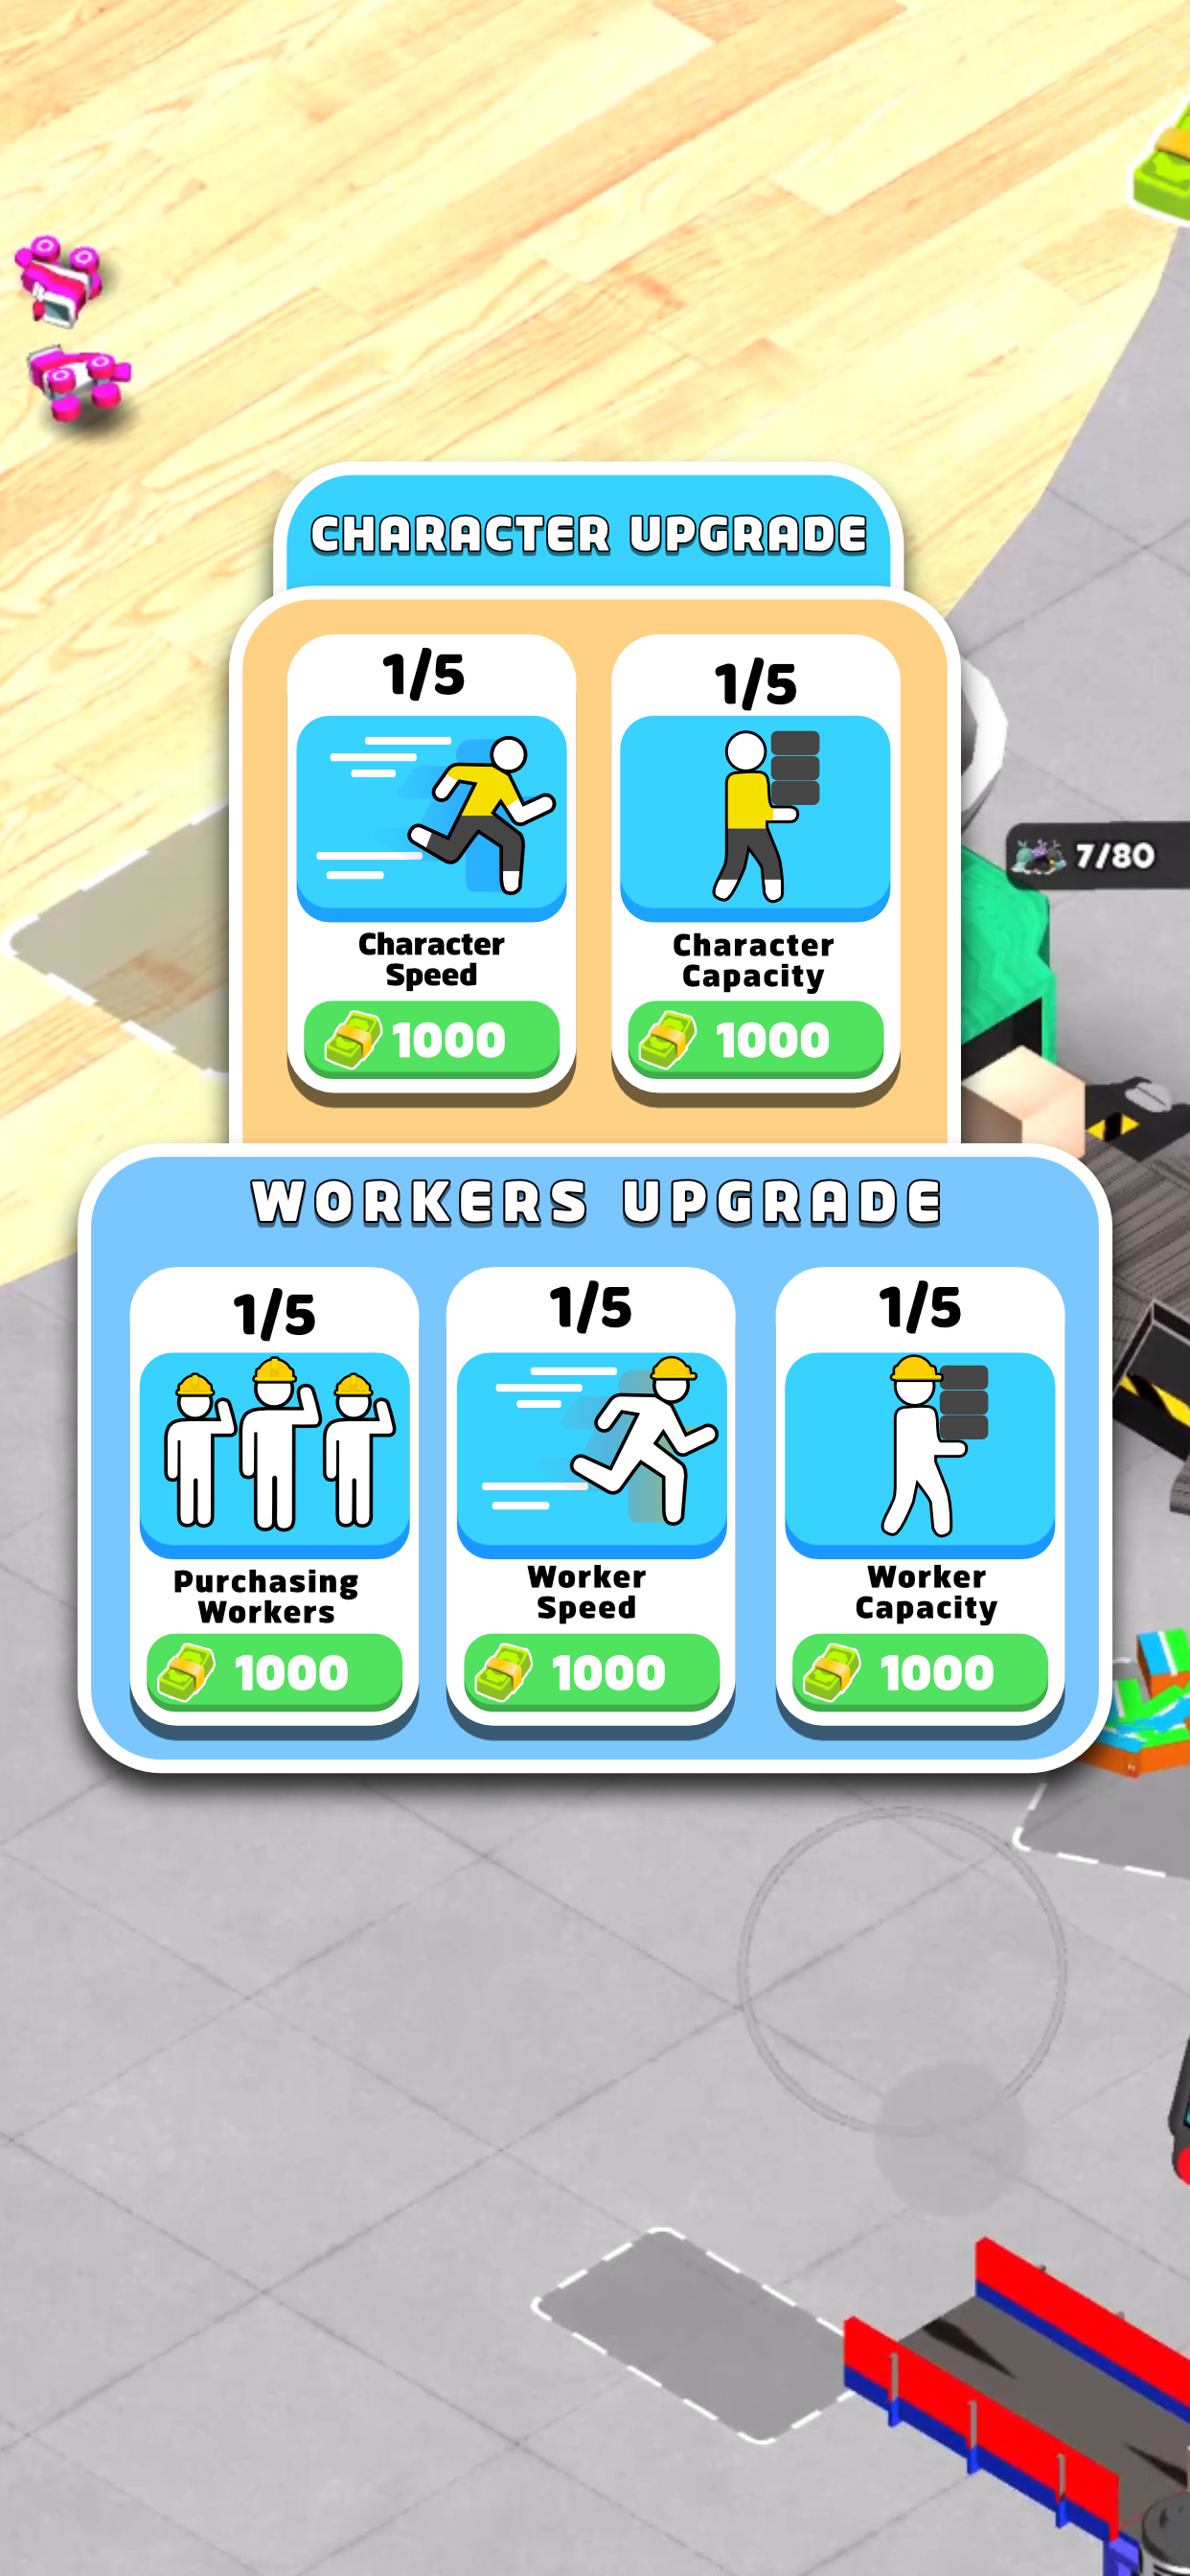 CHARACTER UPGRADE
1/5
1/5
Character
Speed
Character
Capacity
1000
1000
7/80
WORKERS UPGRADE
1/5
1/5
1/5
Purchasing
Workers
Worker
Speed
Worker
Capacity
1000
1000
1000